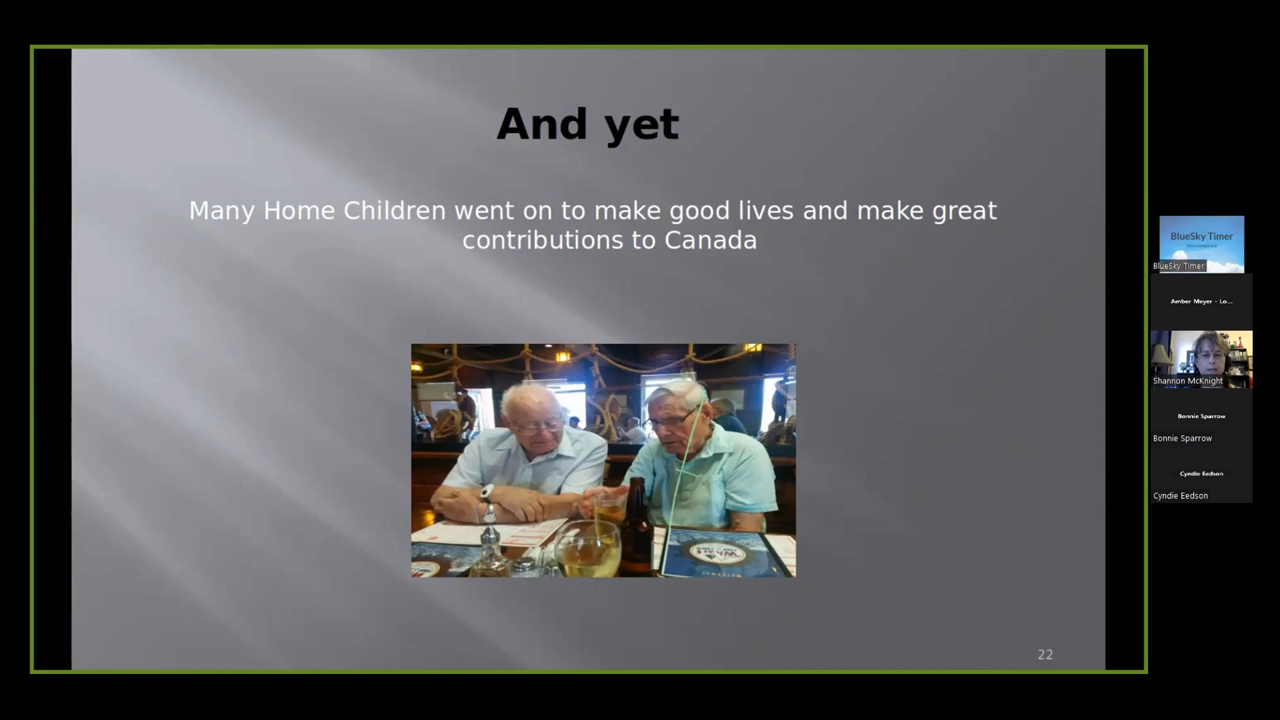 And yet
Many Home Children went on to make good lives and make great
contributions to Canada
22
BlueSky Timer
BlueSky Timer
Amber Meyer - Lo...
Shannon McKnight
Bonnie Sparrow
Bonnie Sparrow
Cyndie Eedson
Cyndie Eedson